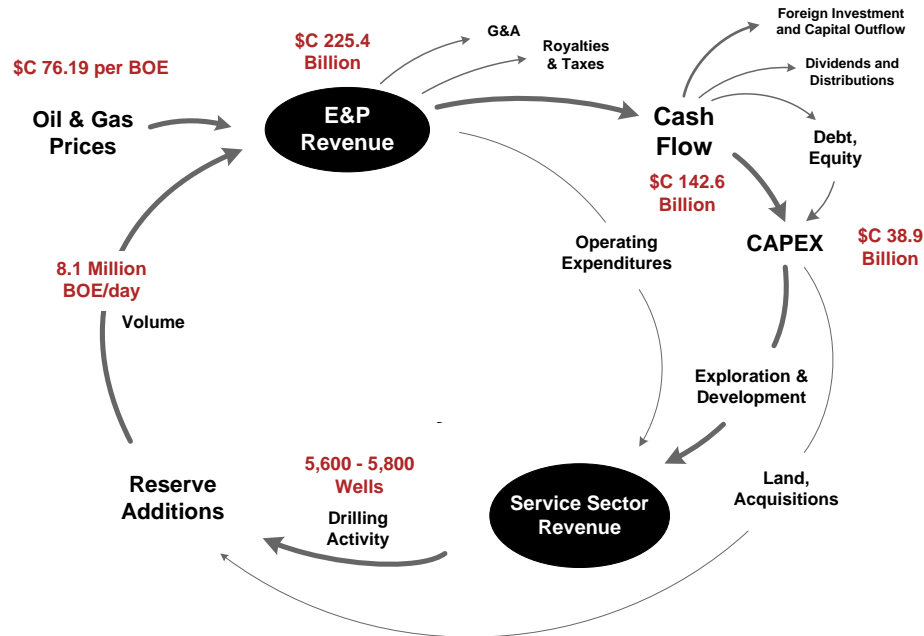 $C 76.19 per BOE
Oil & Gas
Prices
$C 225.4
Billion
E&P
Revenue
G&A
Royalties
& Taxes
Foreign Investment
and Capital Outflow
Dividends and
Distributions
Cash
Flow
Debt,
Equity
$C 142.6
Billion
CAPEX
$C 38.9
Billion
Operating
Expenditures
8.1 Million
BOE/day
Volume
Exploration &
Development
Land,
Acquisitions
Service Sector
Revenue
5,600 - 5,800
Wells
Drilling
Activity
Reserve
Additions